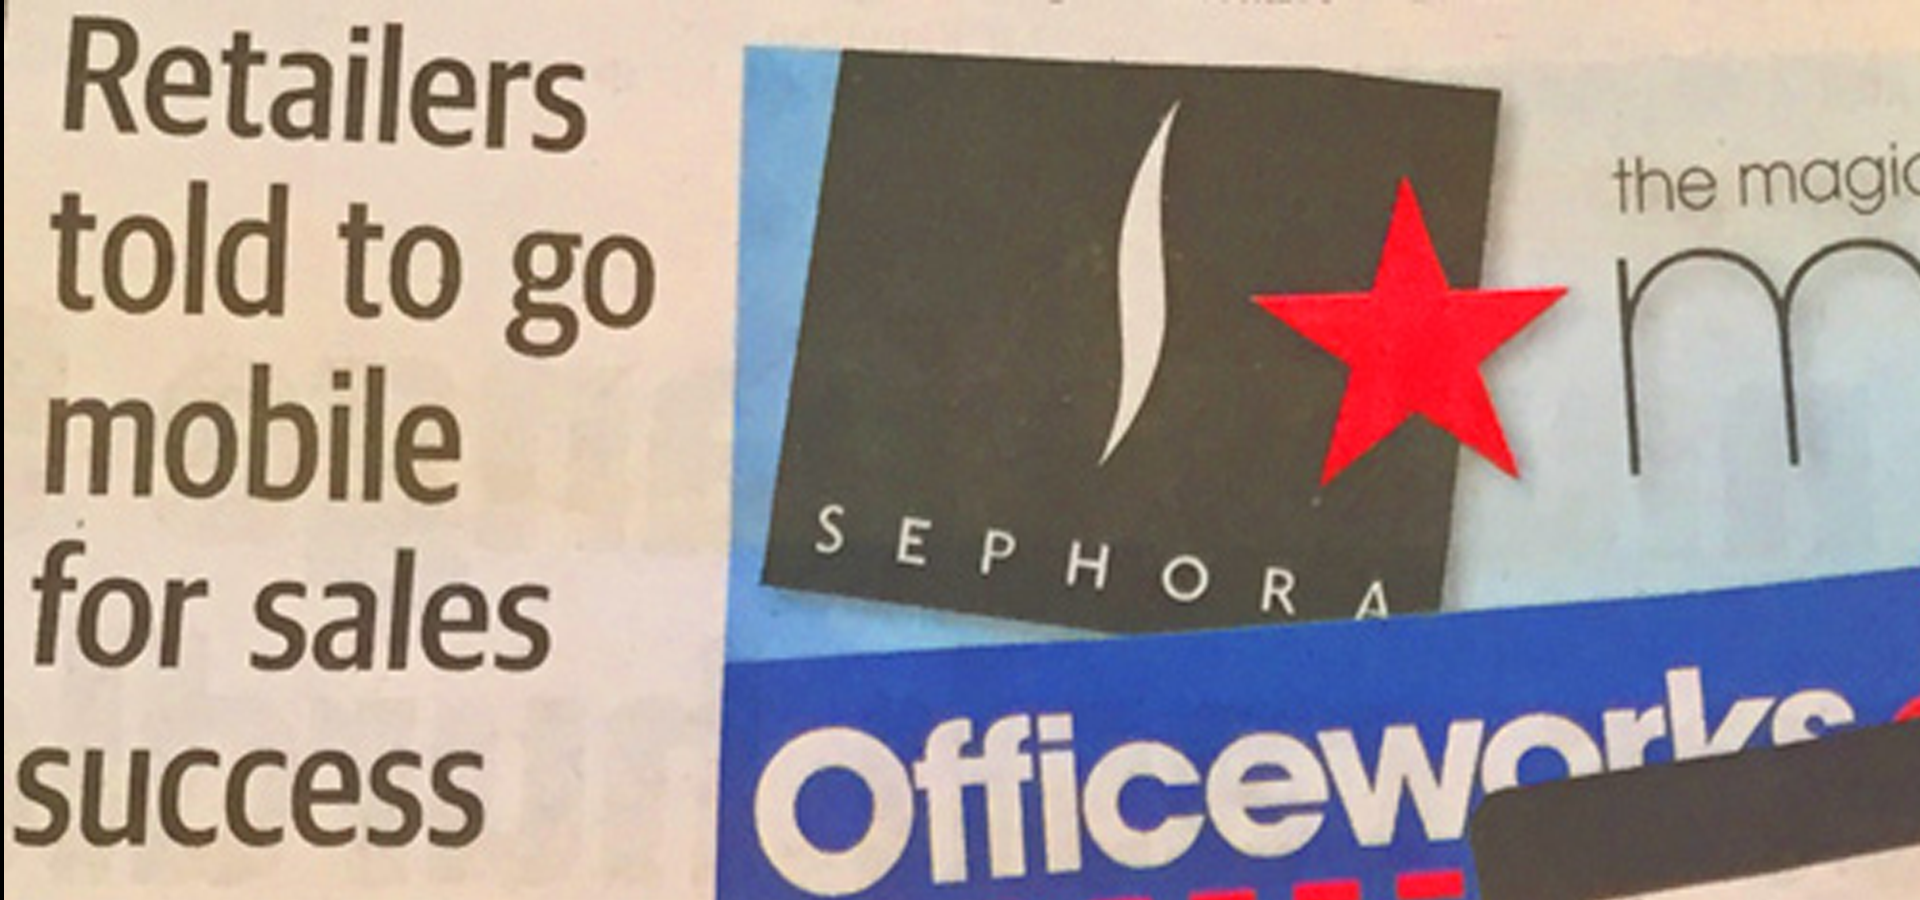 Retailers
told to go
mobile
for sales
success
SEPHORA
the magic
m
Officeworks